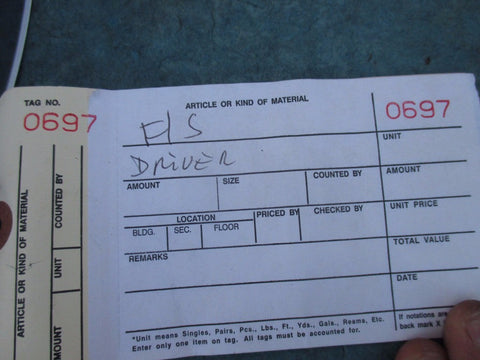 TAG NO.
0697
ARTICLE OR KIND OF MATERIAL
UNIT
COUNTED BY
AMOUNT
ARTICLE OR KIND OF MATERIAL
0697
F/S
UNIT
DRIVER
AMOUNT
SIZE
COUNTED BY
AMOUNT
LOCATION
PRICED BY
CHECKED BY
UNIT PRICE
BLDG.
SEC.
FLOOR
TOTAL VALUE
REMARKS
DATE
*Unit means Singles, Pairs, Pcs., Lbs., Ft., Yds., Gals., Reams, Etc.
Enter only one item on tag. All tags must be accounted for.
If notations are
back mark X